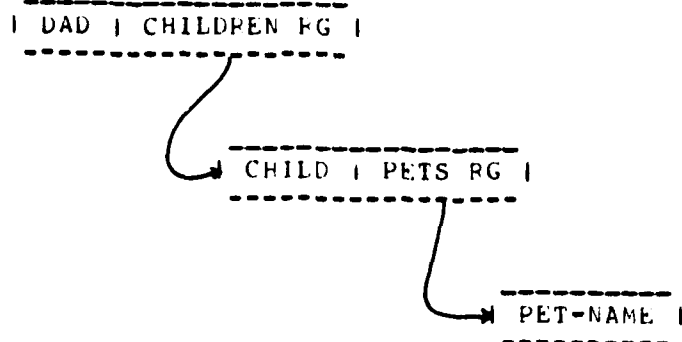 | DAD | CHILDREN RG |
| CHILD | PETS RG |
| PET-NAME |